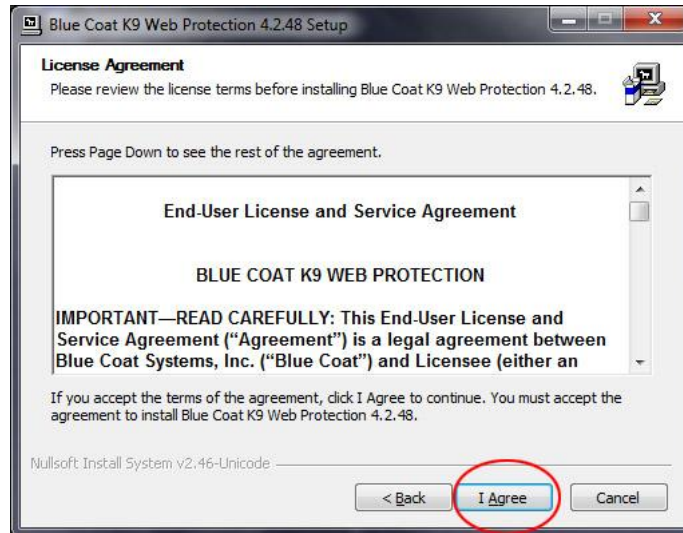 Blue Coat K9 Web Protection 4.2.48 Setup
License Agreement
Please review the license terms before installing Blue Coat K9 Web Protection 4.2.48.
Press Page Down to see the rest of the agreement.
End-User License and Service Agreement
BLUE COAT K9 WEB PROTECTION
IMPORTANT—READ CAREFULLY: This End-User License and
Service Agreement (“Agreement”) is a legal agreement between
Blue Coat Systems, Inc. (“Blue Coat”) and Licensee (either an
If you accept the terms of the agreement, click I Agree to continue. You must accept the
agreement to install Blue Coat K9 Web Protection 4.2.48.
Nullsoft Install System v2.46-Unicode
< Back I Agree Cancel